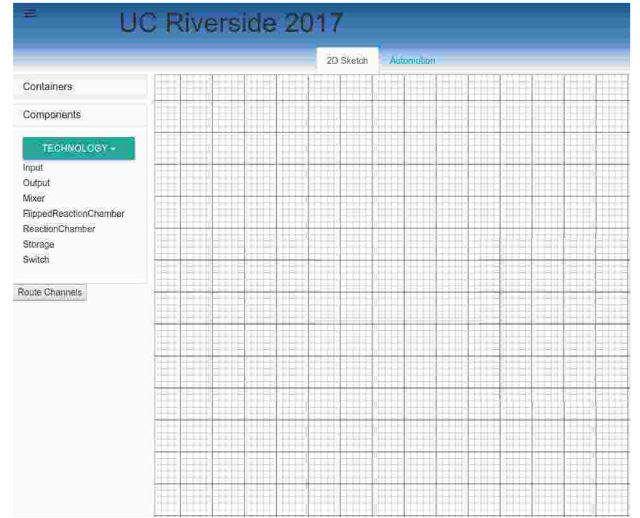 UC Riverside 2017
2D Sketch
Automation
Containers
Components
TECHNOLOGY
Input
Output
Mixer
FlippedReactionChamber
ReactionChamber
Storage
Switch
Route Channels